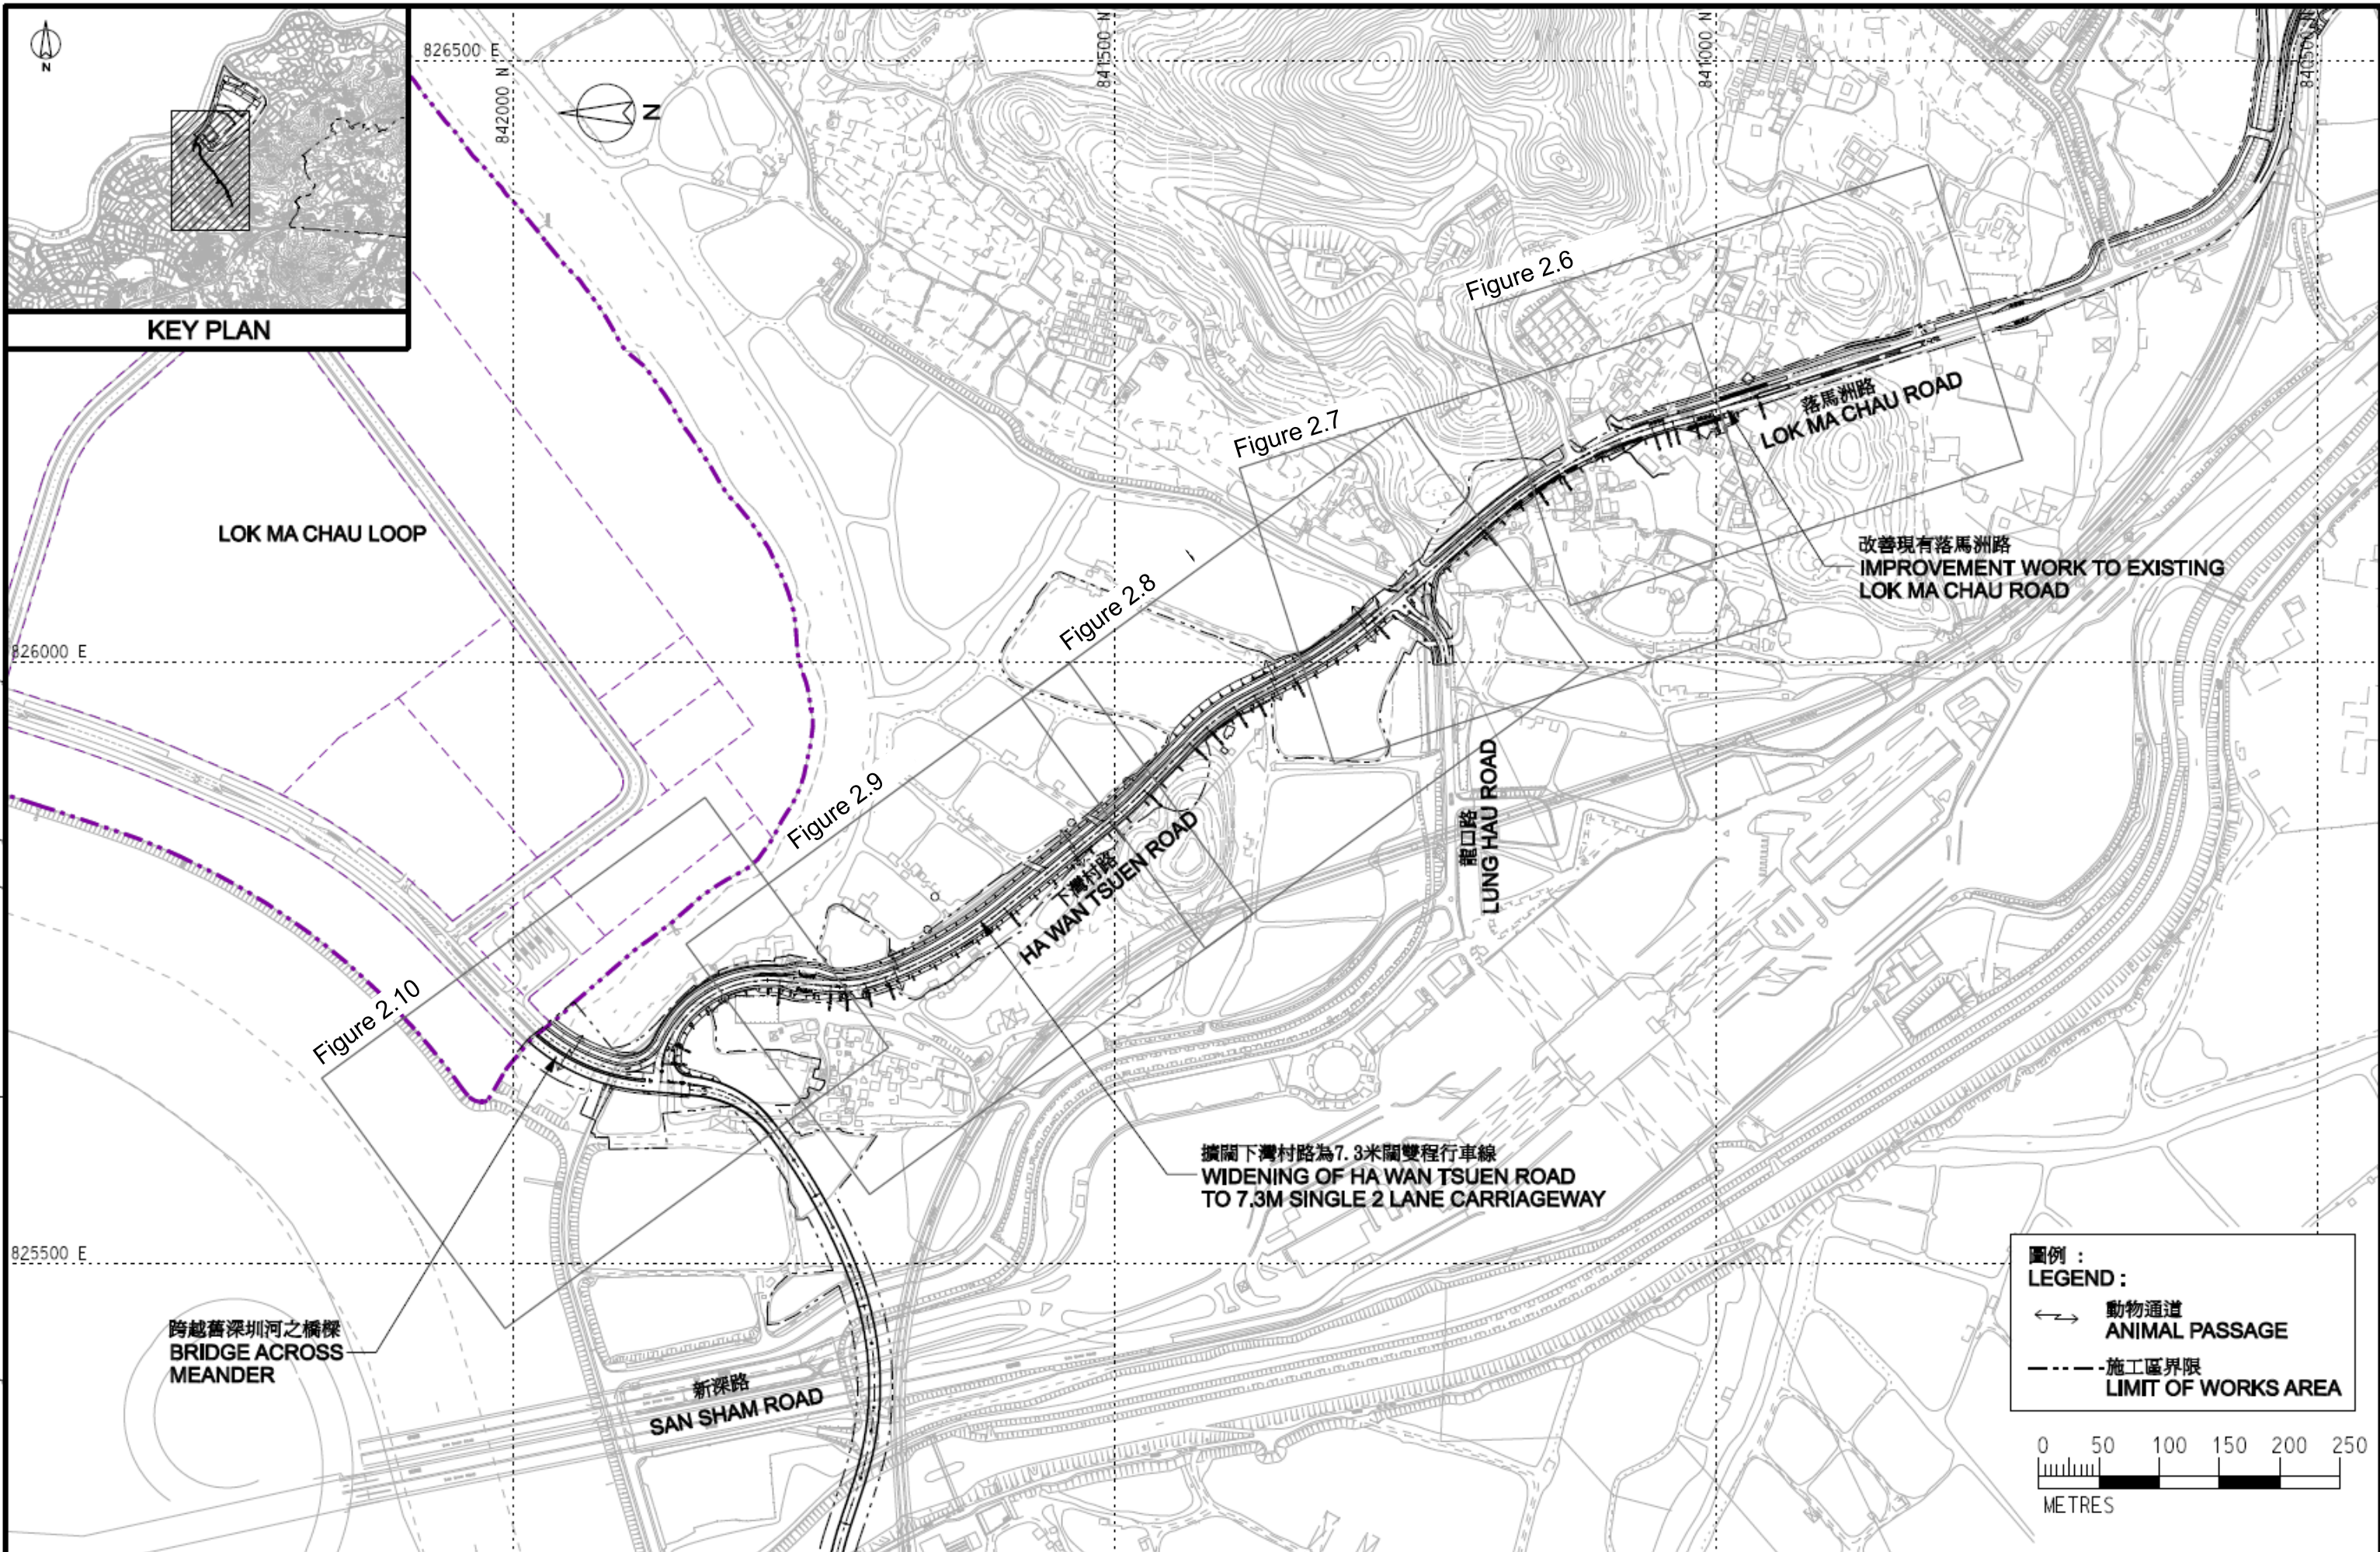 N
KEY PLAN
826500 E
842000 N
N
841500 N
841000 N
840500 N
Figure 2.6
Figure 2.7
落馬洲路
LOK MA CHAU ROAD
LOK MA CHAU LOOP
改善現有落馬洲路
IMPROVEMENT WORK TO EXISTING
LOK MA CHAU ROAD
Figure 2.8
826000 E
Figure 2.9
龍口路
LUNG HAU ROAD
下灣村路
HA WAN TSUEN ROAD
Figure 2.10
擴闊下灣村路為7.3米闊雙程行車線
WIDENING OF HA WAN TSUEN ROAD
TO 7.3M SINGLE 2 LANE CARRIAGEWAY
825500 E
跨越舊深圳河之橋樑
BRIDGE ACROSS
MEANDER
新深路
SAN SHAM ROAD
圖例 :
LEGEND :
動物通道
ANIMAL PASSAGE
施工區界限
LIMIT OF WORKS AREA
0 50 100 150 200 250
METRES